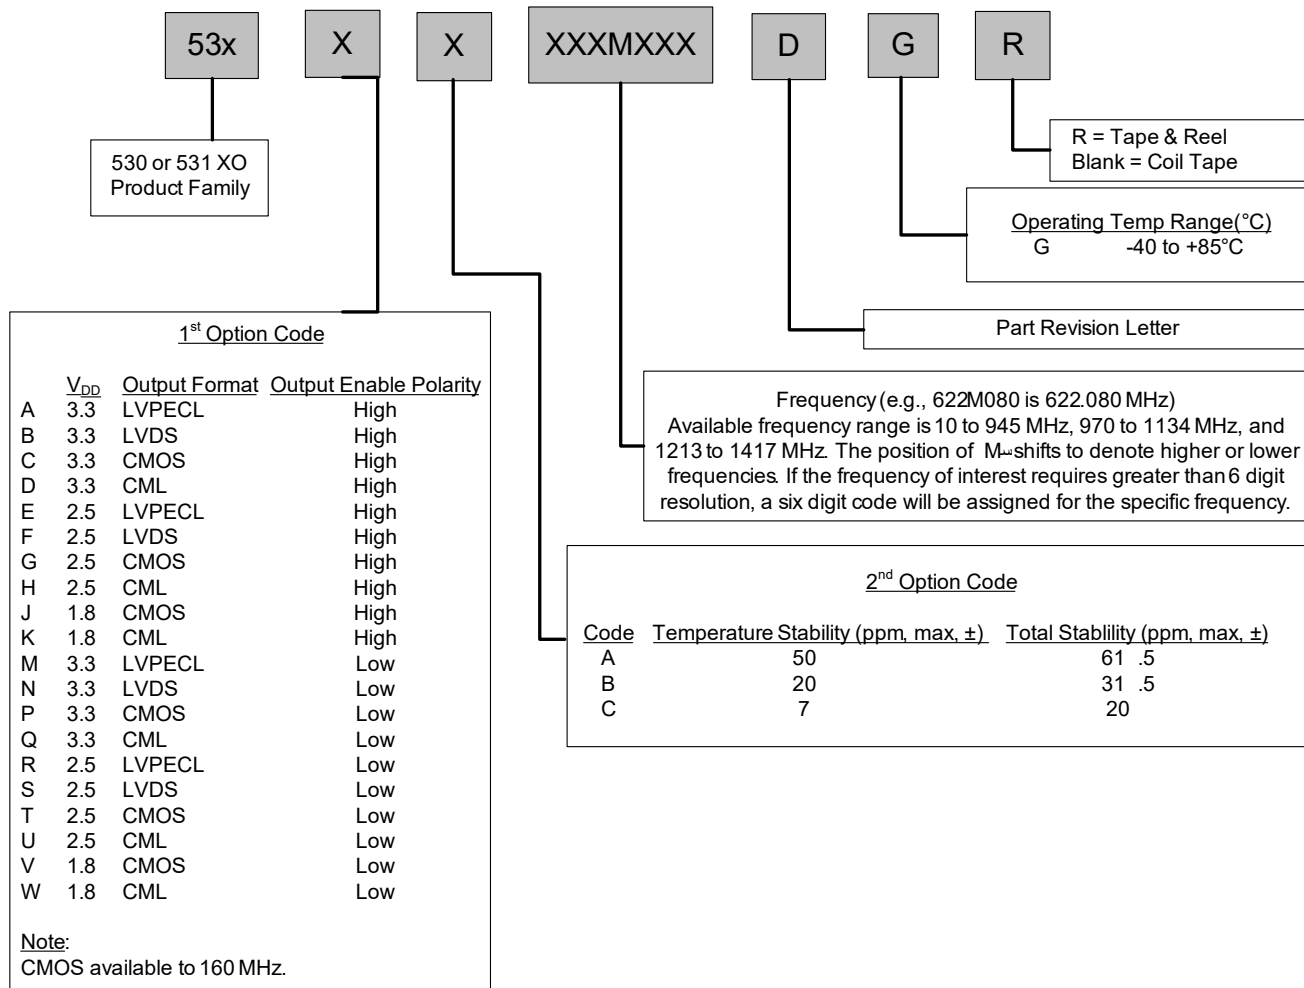 53x X X XXXMXXX D G R
R = Tape & Reel
Blank = Coil Tape
530 or 531 XO
Product Family
Operating Temp Range(°C)
G -40 to +85°C
Part Revision Letter
1st Option Code
VDD Output Format Output Enable Polarity
A 3.3 LVPECL High
B 3.3 LVDS High
C 3.3 CMOS High
D 3.3 CML High
E 2.5 LVPECL High
F 2.5 LVDS High
G 2.5 CMOS High
H 2.5 CML High
J 1.8 CMOS High
K 1.8 CML High
M 3.3 LVPECL Low
N 3.3 LVDS Low
P 3.3 CMOS Low
Q 3.3 CML Low
R 2.5 LVPECL Low
S 2.5 LVDS Low
T 2.5 CMOS Low
U 2.5 CML Low
V 1.8 CMOS Low
W 1.8 CML Low
Note:
CMOS available to 160 MHz.
Frequency (e.g., 622M080 is 622.080 MHz)
Available frequency range is 10 to 945 MHz, 970 to 1134 MHz, and
1213 to 1417 MHz. The position of M shifts to denote higher or lower
frequencies. If the frequency of interest requires greater than 6 digit
resolution, a six digit code will be assigned for the specific frequency.
2nd Option Code
Code Temperature Stability (ppm, max, ±) Total Stablility (ppm, max, ±)
A 50 61 .5
B 20 31 .5
C 7 20